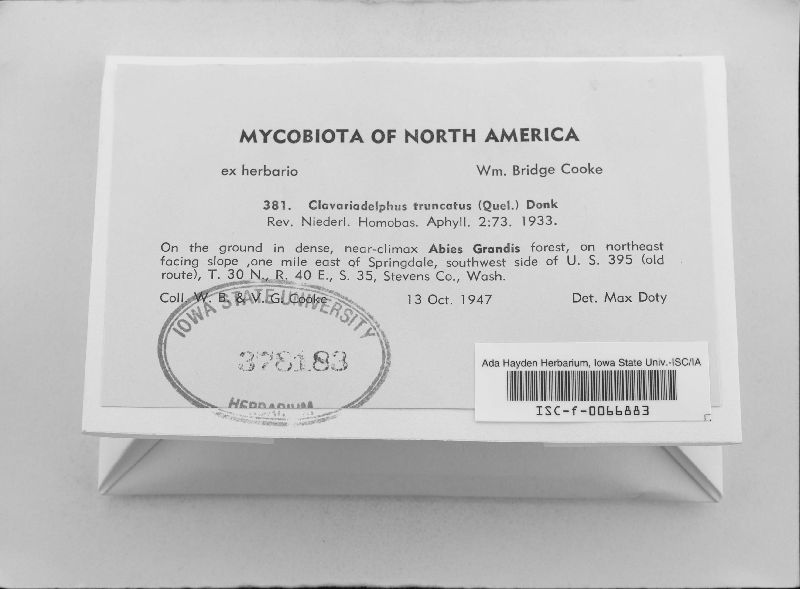 MYCOBIOTA OF NORTH AMERICA
ex herbario Wm. Bridge Cooke
381. Clavariadelphus truncatus (Quel.) Donk
Rev. Niederl. Homobas. Aphyll. 2:73. 1933.
On the ground in dense, near-climax Abies Grandis forest, on northeast
facing slope ,one mile east of Springdale, southwest side of U. S. 395 (old
route), T. 30 N., R. 40 E., S. 35, Stevens Co., Wash.
Coll. W. B. & V. G. Cooke 13 Oct. 1947 Det. Max Doty
IOWA STATE UNIVERSITY
378183
HERBARIUM
Ada Hayden Herbarium, Iowa State Univ.-ISC/IA
ISC-f-0066883